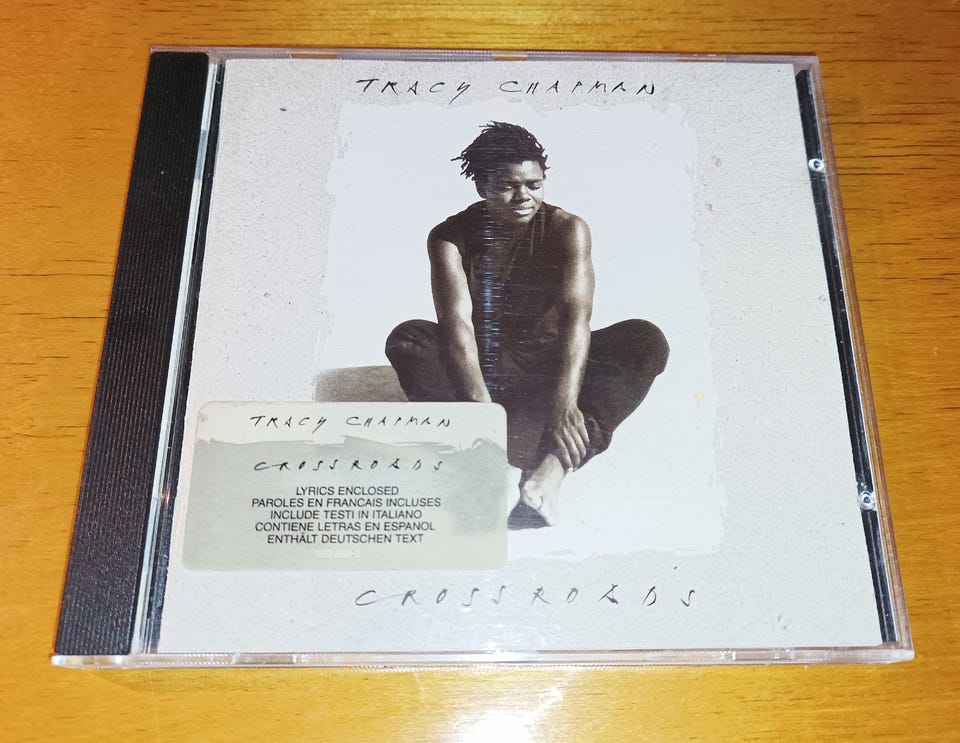 TRACY CHAPMAN
TRACY CHAPMAN
CROSSROADS
LYRICS ENCLOSED
PAROLES EN FRANCAIS INCLUSES
INCLUDE TESTI IN ITALIANO
CONTIENE LETRAS EN ESPANOL
ENTHÄLT DEUTSCHEN TEXT
CROSSROADS